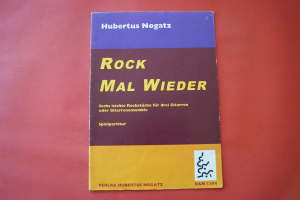 Hubertus Nogatz
ROCK
MAL WIEDER
Sechs leichte Rockstücke für drei Gitarren
oder Gitarrenensemble
Spielpartitur
VERLAG HUBERTUS NOGATZ